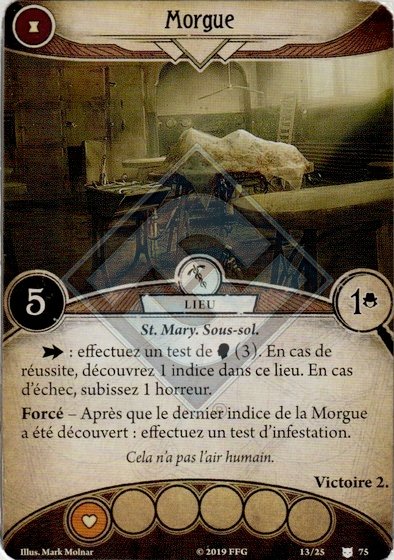 Morgue
5
LIEU
1
St. Mary. Sous-sol.
: effectuez un test de (3). En cas de
réussite, découvrez 1 indice dans ce lieu. En cas
d'échec, subissez 1 horreur.
Forcé – Après que le dernier indice de la Morgue
a été découvert : effectuez un test d'infestation.
Cela n'a pas l'air humain.
Victoire 2.
Illus. Mark Molnar © 2019 FFG 13/25 75